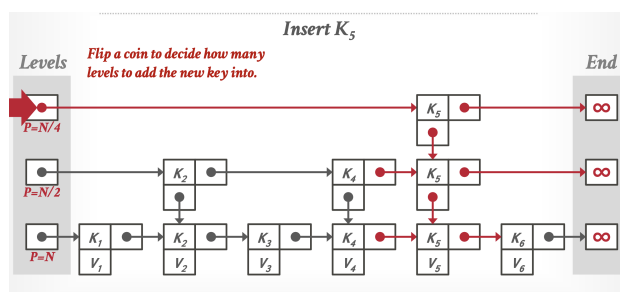 Insert K5
Flip a coin to decide how many
levels to add the new key into.
Levels
End
K5
∞
P=N/4
K2
K4
K5
∞
P=N/2
K1
K2
K3
K4
K5
K6
∞
P=N
V1
V2
V3
V4
V5
V6